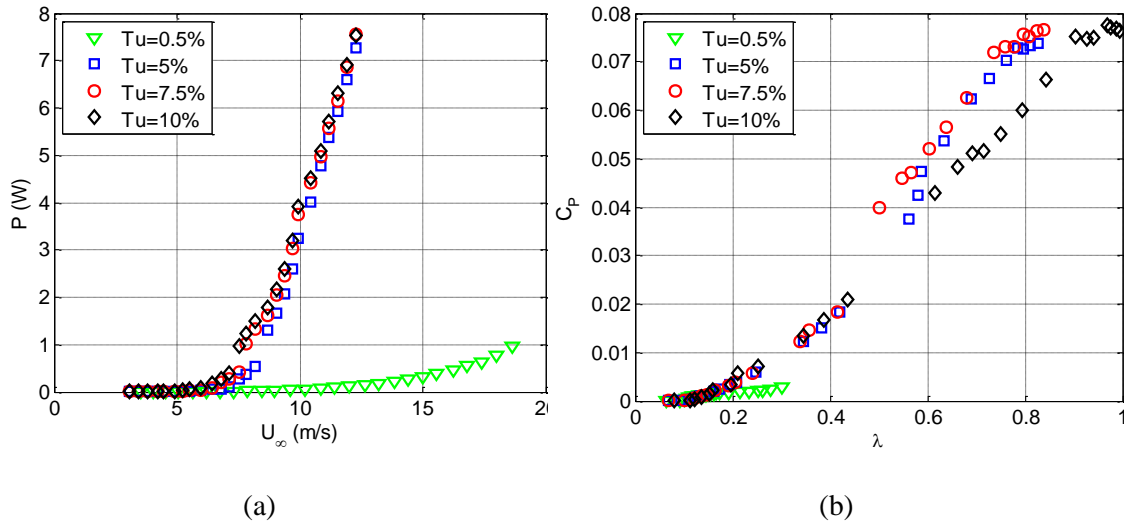 8
7
6
5
4
3
2
1
0
P (W)
Tu=0.5%
Tu=5%
Tu=7.5%
Tu=10%
0 5 10 15 20
U∞ (m/s)
(a)
0.08
0.07
0.06
0.05
0.04
0.03
0.02
0.01
0
CP
Tu=0.5%
Tu=5%
Tu=7.5%
Tu=10%
0 0.2 0.4 0.6 0.8 1
λ
(b)